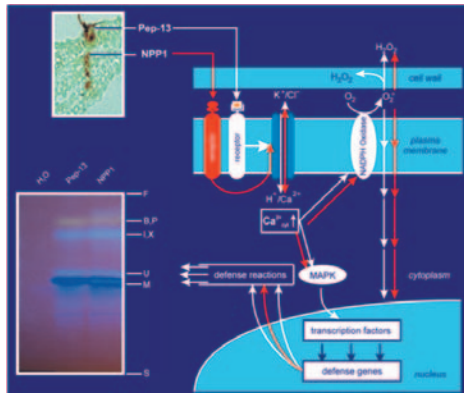 Pep-13
NPP1
H2O2
H2O2
cell wall
K+/Cl-
O2
O2-
receptor
NADPH Oxidase
plasma
membrane
H2O
Pep-13
NPP1
F
B,P
I,X
U
M
S
H+/Ca2+
Ca2+cyt
defense reactions
MAPK
cytoplasm
transcription factors
defense genes
nucleus